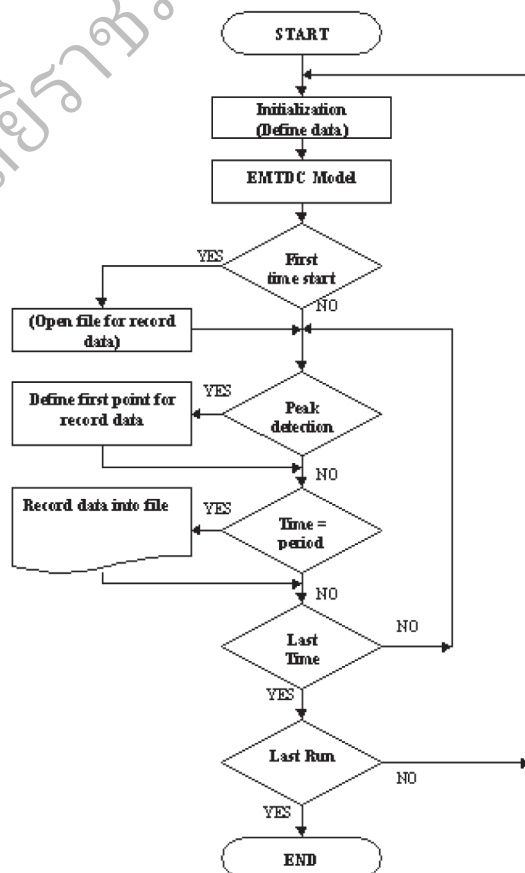 START
Initialization
(Define data)
EMTDC Model
YES
First
time start
NO
(Open file for record
data)
Define first point for
record data
YES
Peak
detection
NO
Record data into file
YES
Time =
period
NO
Last
Time
NO
YES
Last Run
NO
YES
END